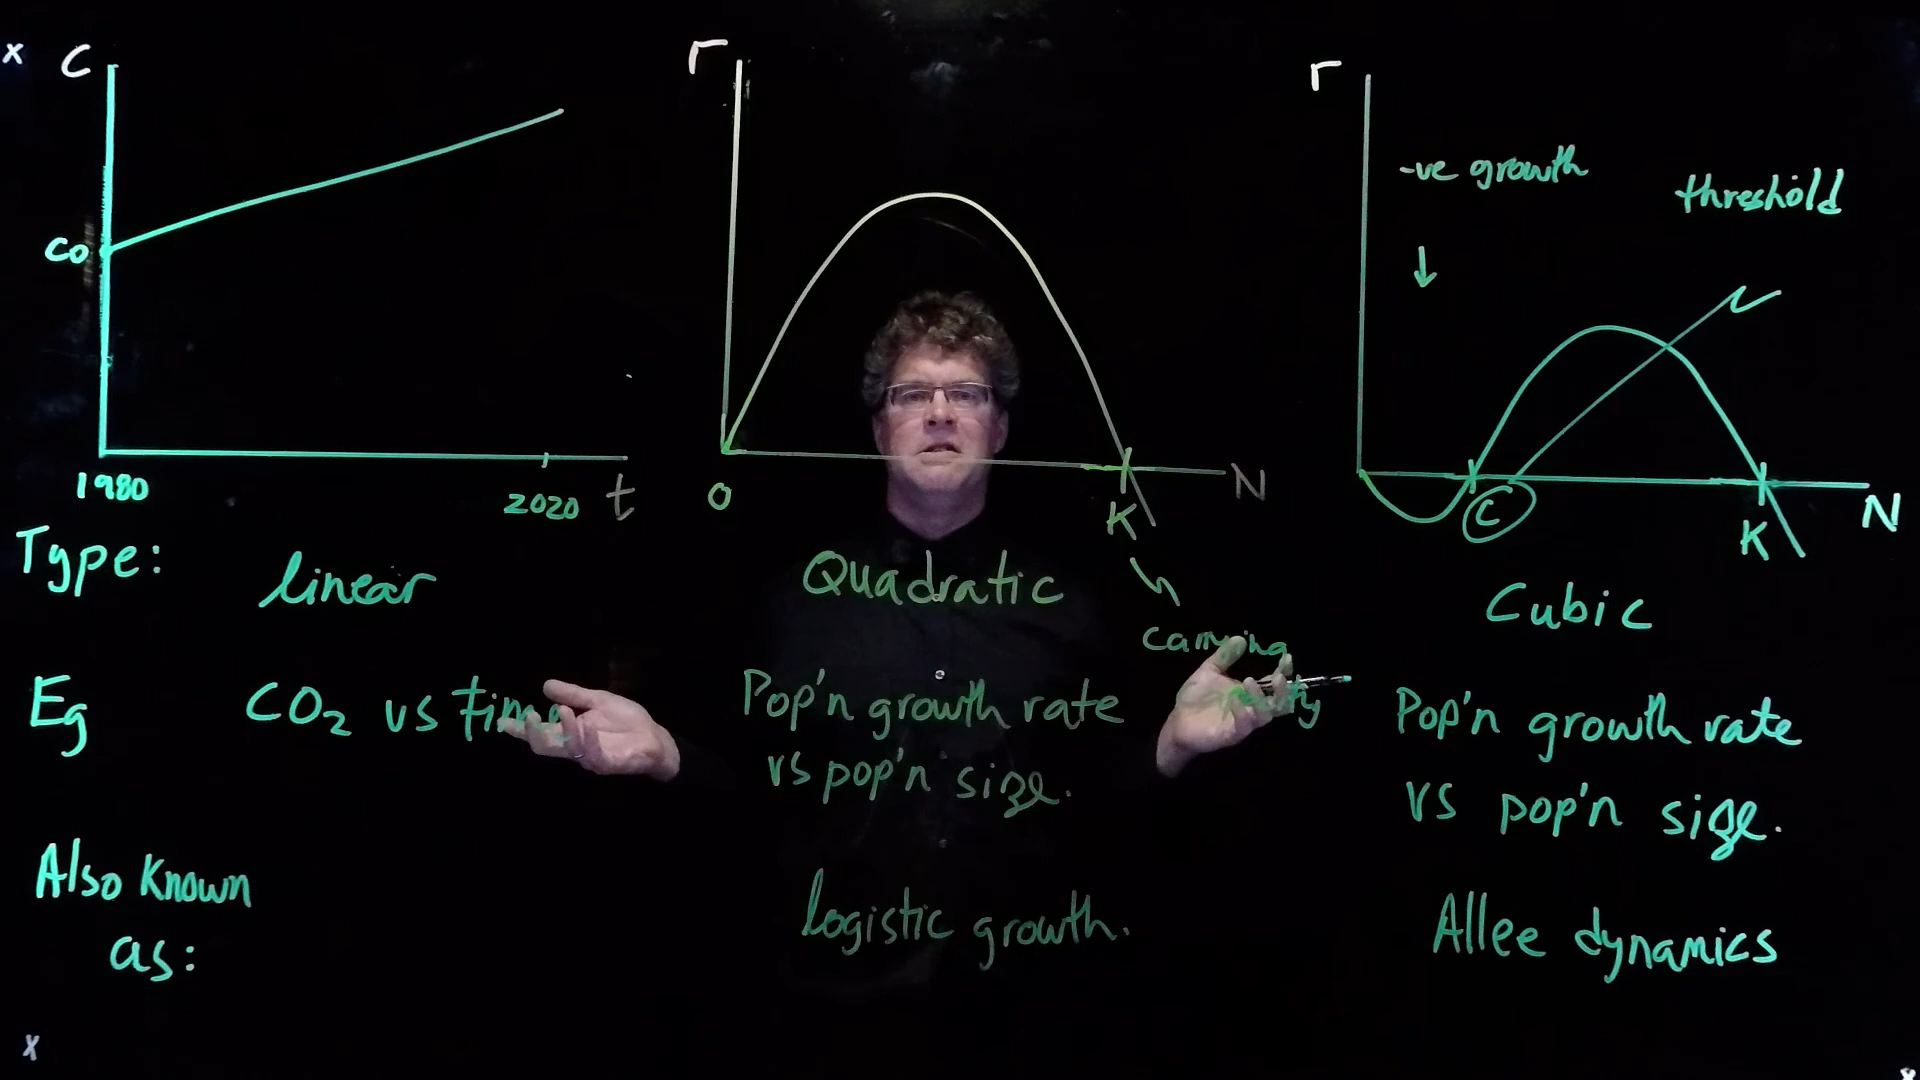 x
C
Co
1980
2020
t
r
O
K
N
r
-ve growth
threshold
↓
C
K
N
Type:
linear
Quadratic
Cubic
carrying
Eg
CO2 vs time
Pop'n growth rate
vs pop'n size.
Pop'n growth rate
vs pop'n size.
Also Known
as:
logistic growth.
Allee dynamics
x
x